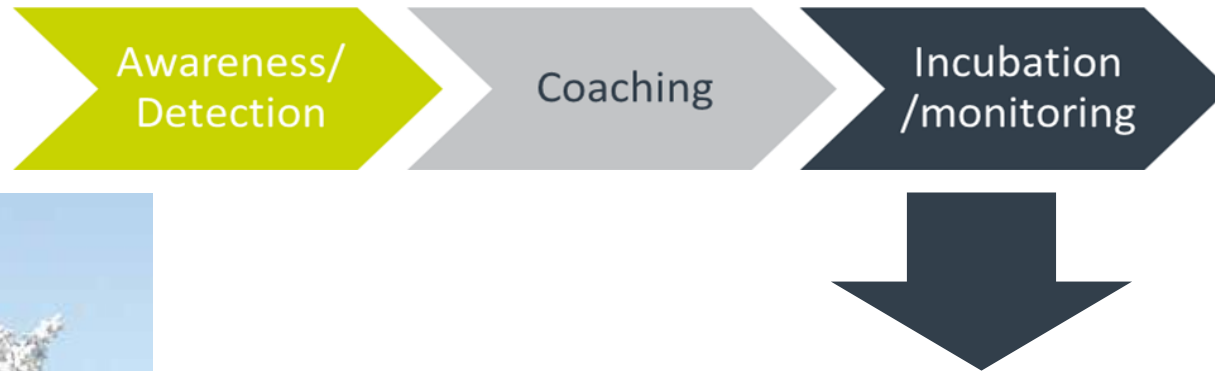 Awareness/
Detection
Coaching
Incubation
/monitoring